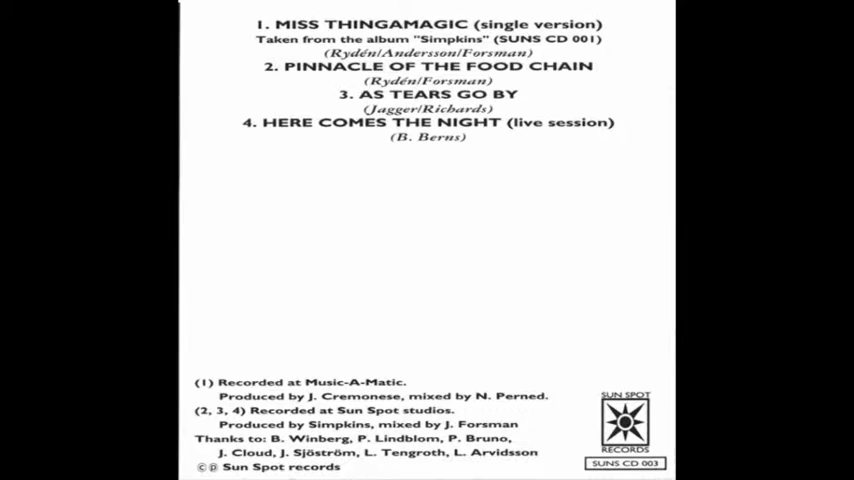 1. MISS THINGAMAGIC (single version)
Taken from the album "Simpkins" (SUNS CD 001)
(Rydén/Andersson/Forsman)
2. PINNACLE OF THE FOOD CHAIN
(Rydén/Forsman)
3. AS TEARS GO BY
(Jagger/Richards)
4. HERE COMES THE NIGHT (live session)
(B. Berns)
(1) Recorded at Music-A-Matic.
Produced by J. Cremonese, mixed by N. Perned.
(2, 3, 4) Recorded at Sun Spot studios.
Produced by Simpkins, mixed by J. Forsman
Thanks to: B. Winberg, P. Lindblom, P. Bruno,
J. Cloud, J. Sjöström, L. Tengroth, L. Arvidsson
©℗ Sun Spot records
SUN SPOT
RECORDS
SUNS CD 003